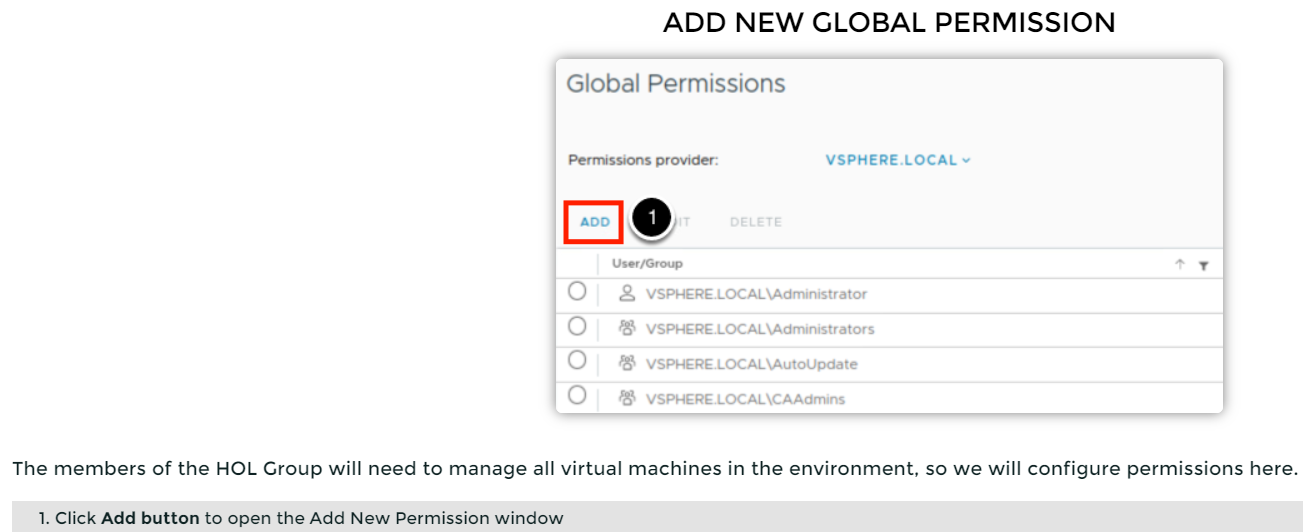 ADD NEW GLOBAL PERMISSION
Global Permissions
Permissions provider: VSPHERE.LOCAL
ADD 1 IT DELETE
User/Group
VSPHERE.LOCAL\Administrator
VSPHERE.LOCAL\Administrators
VSPHERE.LOCAL\AutoUpdate
VSPHERE.LOCAL\CAAdmins
The members of the HOL Group will need to manage all virtual machines in the environment, so we will configure permissions here.
1. Click Add button to open the Add New Permission window